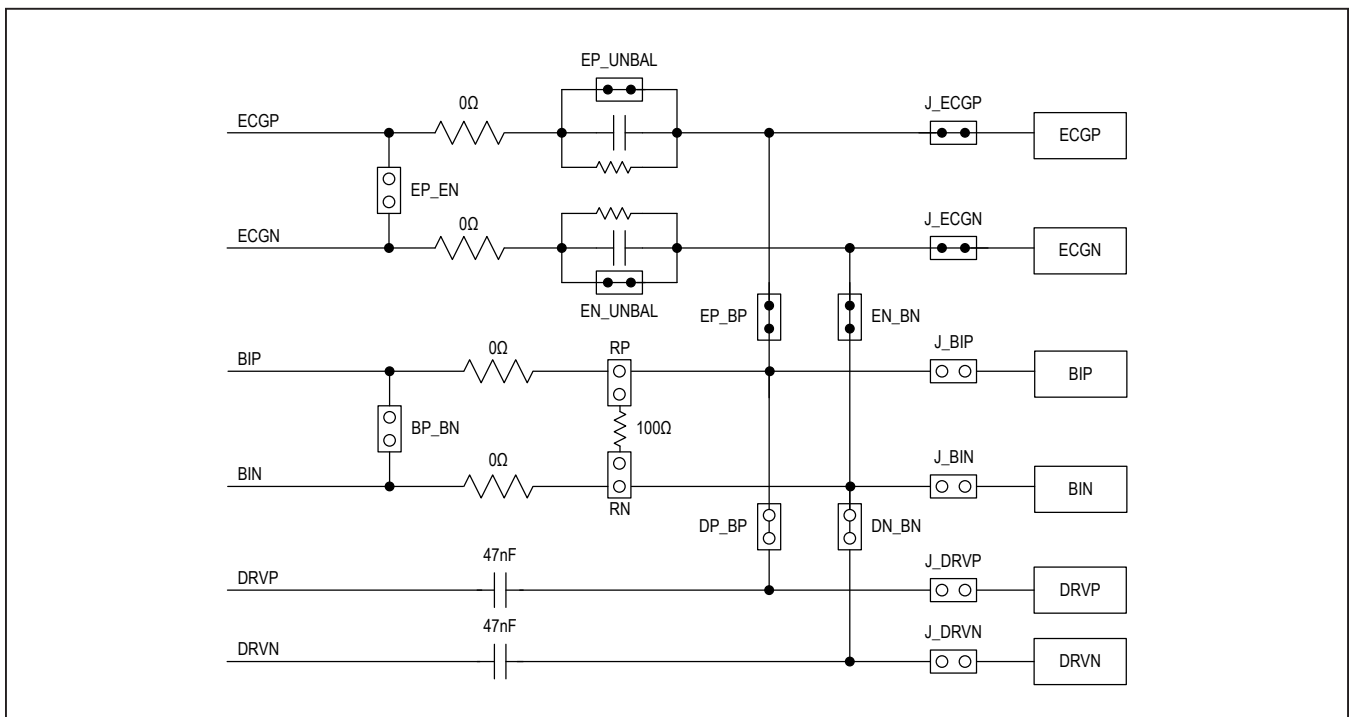 EP_UNBAL
0Ω
J_ECGP
ECGP
ECGP
EP_EN
0Ω
J_ECGN
ECGN
ECGN
EN_UNBAL
EP_BP
EN_BN
0Ω
RP
J_BIP
BIP
BIP
BP_BN
100Ω
0Ω
J_BIN
BIN
BIN
RN
DP_BP
DN_BN
47nF
J_DRVP
DRVP
DRVP
47nF
J_DRVN
DRVN
DRVN